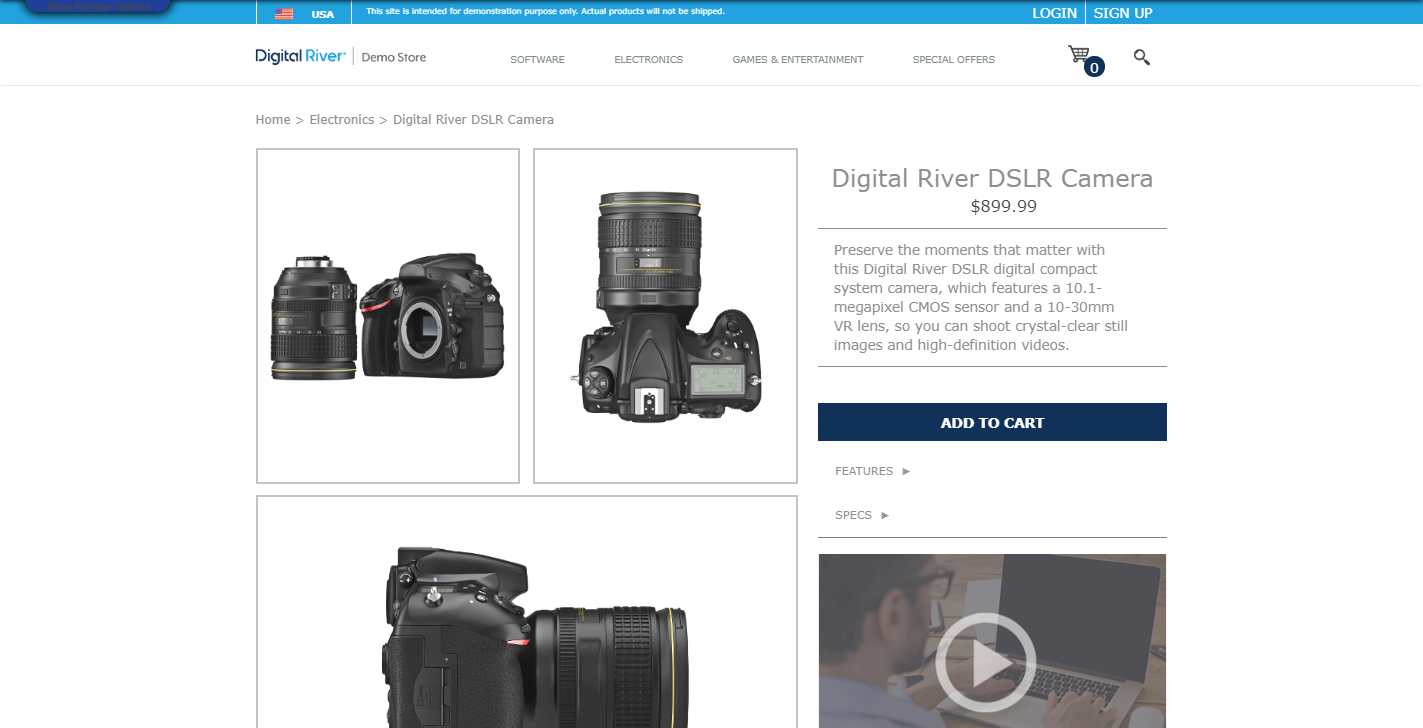 Show Preview Options
USA
This site is intended for demonstration purpose only. Actual products will not be shipped.
LOGIN
SIGN UP
Digital River
Demo Store
SOFTWARE
ELECTRONICS
GAMES & ENTERTAINMENT
SPECIAL OFFERS
0
Home > Electronics > Digital River DSLR Camera
Digital River DSLR Camera
$899.99
Preserve the moments that matter with
this Digital River DSLR digital compact
system camera, which features a 10.1-
megapixel CMOS sensor and a 10-30mm
VR lens, so you can shoot crystal-clear still
images and high-definition videos.
ADD TO CART
FEATURES ►
SPECS ►